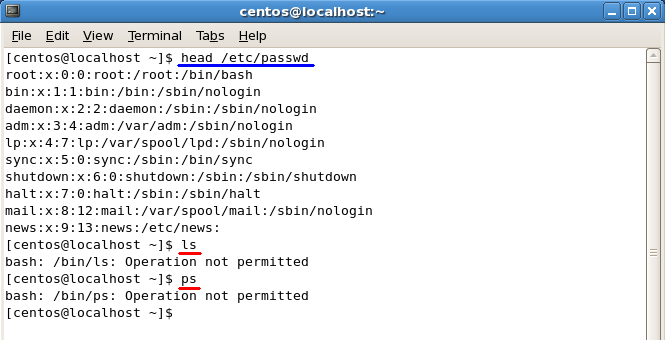 centos@localhost:~
File Edit View Terminal Tabs Help
[centos@localhost ~]$ head /etc/passwd
root:x:0:0:root:/root:/bin/bash
bin:x:1:1:bin:/bin:/sbin/nologin
daemon:x:2:2:daemon:/sbin:/sbin/nologin
adm:x:3:4:adm:/var/adm:/sbin/nologin
lp:x:4:7:lp:/var/spool/lpd:/sbin/nologin
sync:x:5:0:sync:/sbin:/bin/sync
shutdown:x:6:0:shutdown:/sbin:/sbin/shutdown
halt:x:7:0:halt:/sbin:/sbin/halt
mail:x:8:12:mail:/var/spool/mail:/sbin/nologin
news:x:9:13:news:/etc/news:
[centos@localhost ~]$ ls
bash: /bin/ls: Operation not permitted
[centos@localhost ~]$ ps
bash: /bin/ps: Operation not permitted
[centos@localhost ~]$